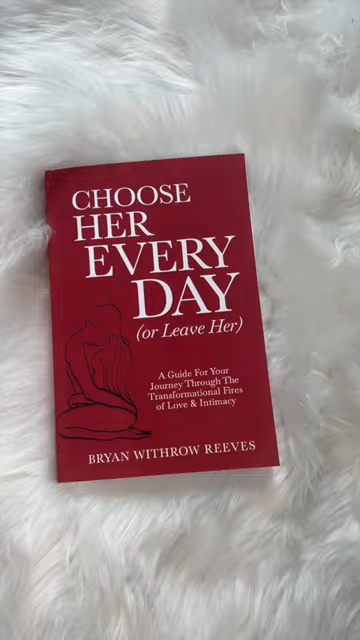 CHOOSE
HER
EVERY
DAY
(or Leave Her)
A Guide For Your
Journey Through The
Transformational Fires
of Love & Intimacy
BRYAN WITHROW REEVES